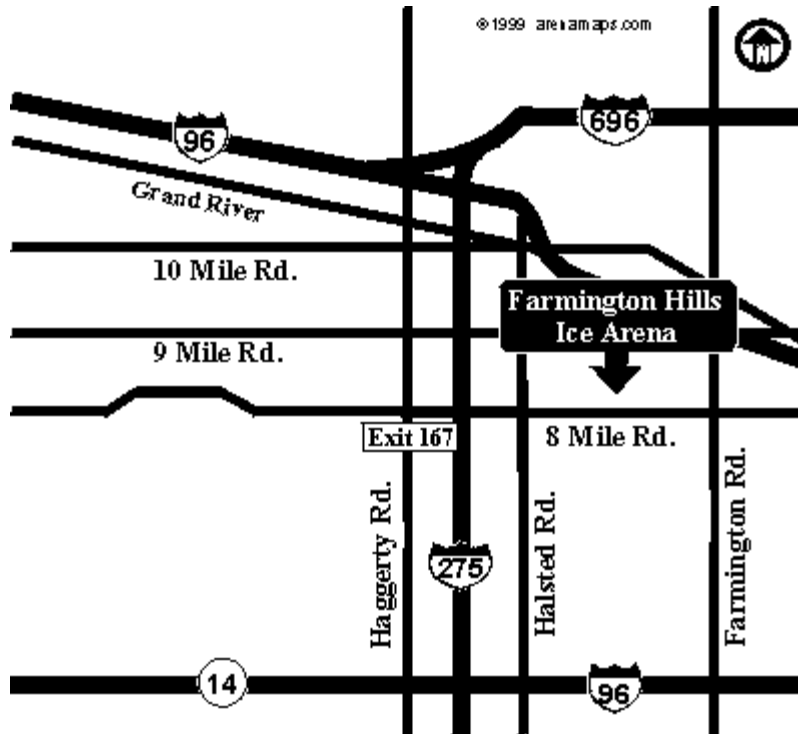 ©1999 arenamaps.com
N
96
696
Grand River
10 Mile Rd.
Farmington Hills
Ice Arena
9 Mile Rd.
Exit 167
8 Mile Rd.
Haggerty Rd.
275
Halsted Rd.
Farmington Rd.
14
96